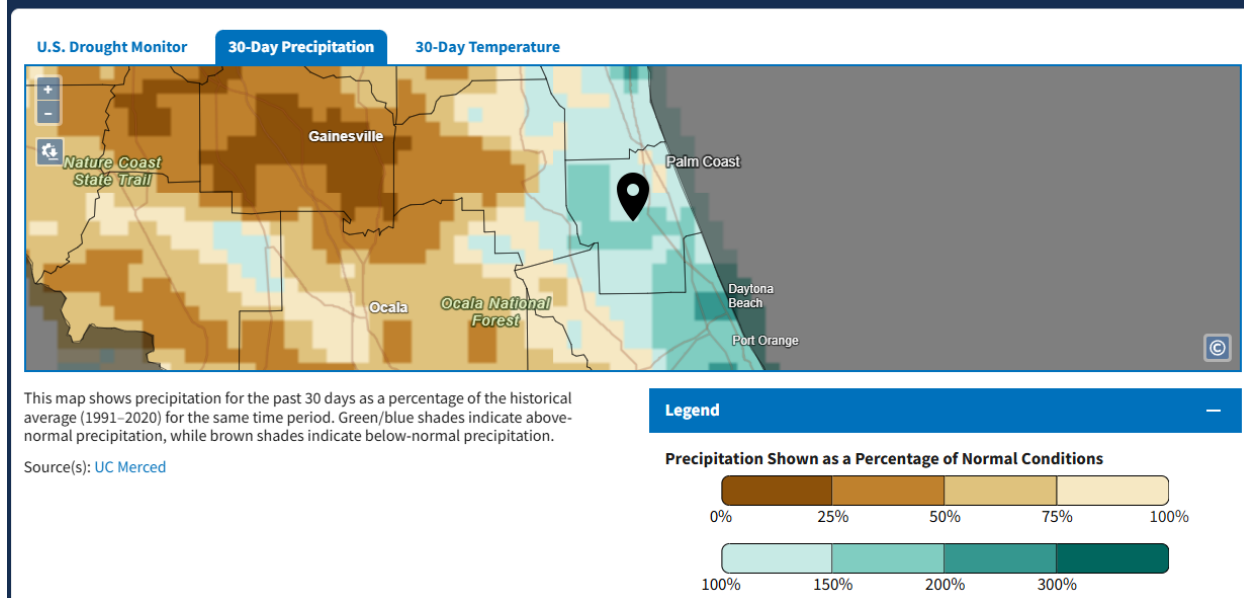 U.S. Drought Monitor
30-Day Precipitation
30-Day Temperature
+
−
Gainesville
Nature Coast
State Trail
Palm Coast
Ocala
Ocala National
Forest
Daytona
Beach
Port Orange
©
This map shows precipitation for the past 30 days as a percentage of the historical
average (1991–2020) for the same time period. Green/blue shades indicate above-
normal precipitation, while brown shades indicate below-normal precipitation.
Source(s): UC Merced
Legend
−
Precipitation Shown as a Percentage of Normal Conditions
0% 25% 50% 75% 100%
100% 150% 200% 300%